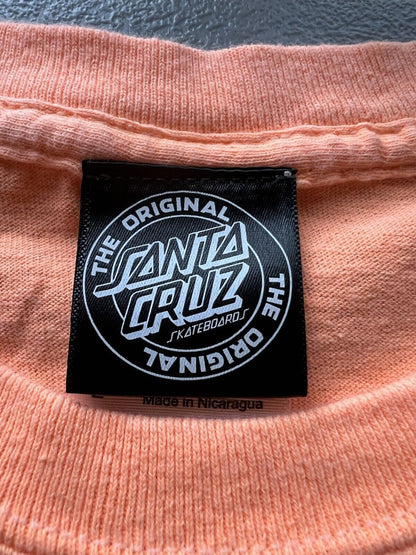 THE ORIGINAL
SANTA
CRUZ
SKATEBOARDS
THE ORIGINAL
Made in Nicaragua